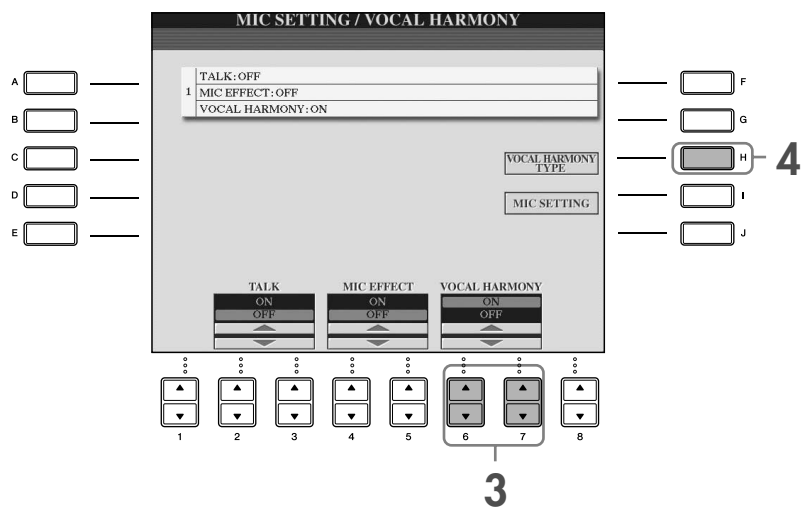 MIC SETTING / VOCAL HARMONY
TALK:OFF
1 MIC EFFECT:OFF
VOCAL HARMONY:ON
A
B
C
D
E
F
G
H
I
J
4
VOCAL HARMONY
TYPE
MIC SETTING
TALK MIC EFFECT VOCAL HARMONY
ON ON ON
OFF OFF OFF
1 2 3 4 5 6 7 8
3